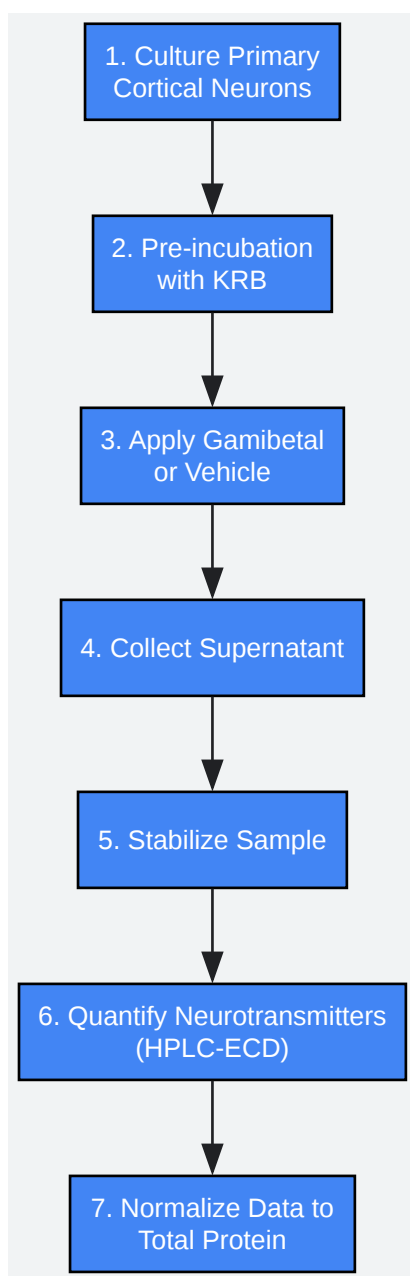 1. Culture Primary
Cortical Neurons
2. Pre-incubation
with KRB
3. Apply Gamibetal
or Vehicle
4. Collect Supernatant
5. Stabilize Sample
6. Quantify Neurotransmitters
(HPLC-ECD)
7. Normalize Data to
Total Protein